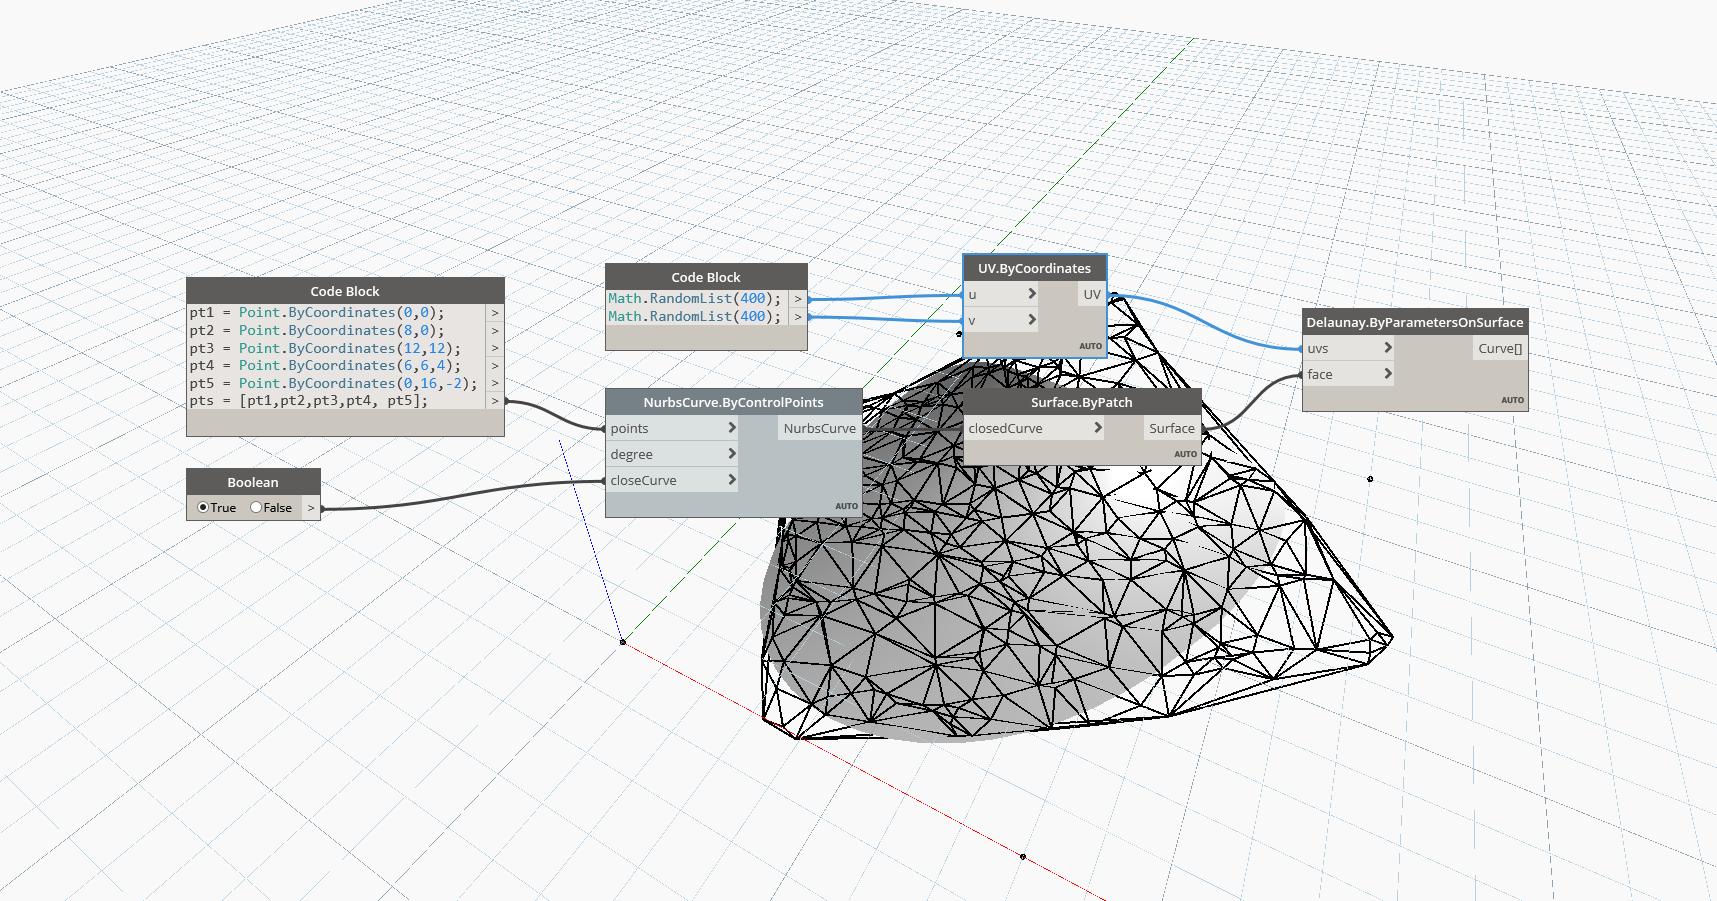 Code Block
pt1 = Point.ByCoordinates(0,0); >
pt2 = Point.ByCoordinates(8,0); >
pt3 = Point.ByCoordinates(12,12); >
pt4 = Point.ByCoordinates(6,6,4); >
pt5 = Point.ByCoordinates(0,16,-2); >
pts = [pt1,pt2,pt3,pt4, pt5]; >
Boolean
True False >
Code Block
Math.RandomList(400); >
Math.RandomList(400); >
NurbsCurve.ByControlPoints
points > NurbsCurve
degree >
closeCurve >
AUTO
UV.ByCoordinates
u > UV
v >
AUTO
Surface.ByPatch
closedCurve > Surface
AUTO
Delaunay.ByParametersOnSurface
uvs > Curve[]
face >
AUTO